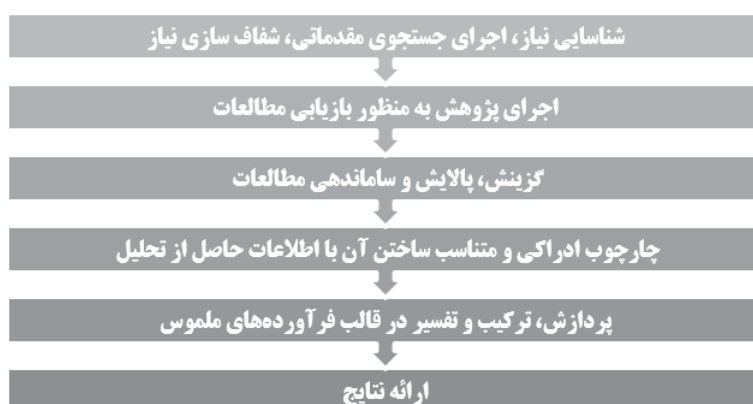 شناسایی نیاز، اجرای جستجوی مقدماتی، شفاف سازی نیاز
اجرای پژوهش به منظور بازیابی مطالعات
گزینش، پالایش و ساماندهی مطالعات
چارچوب ادراکی و متناسب ساختن آن با اطلاعات حاصل از تحلیل
پردازش، ترکیب و تفسیر در قالب فرآورده‌های ملموس
ارائه نتایج